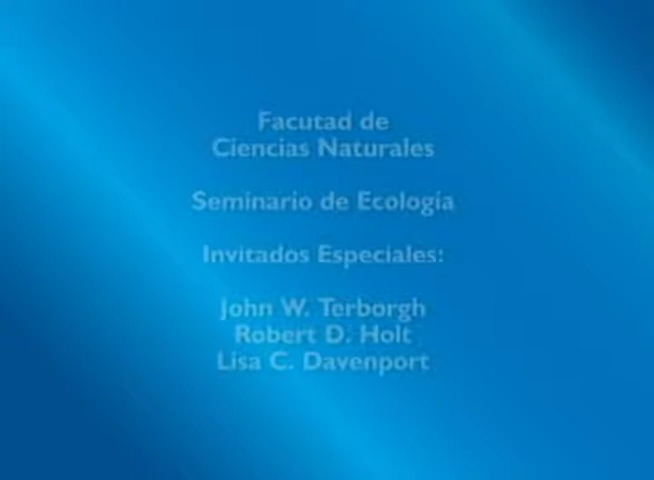 Facutad de
Ciencias Naturales
Seminario de Ecología
Invitados Especiales:
John W. Terborgh
Robert D. Holt
Lisa C. Davenport